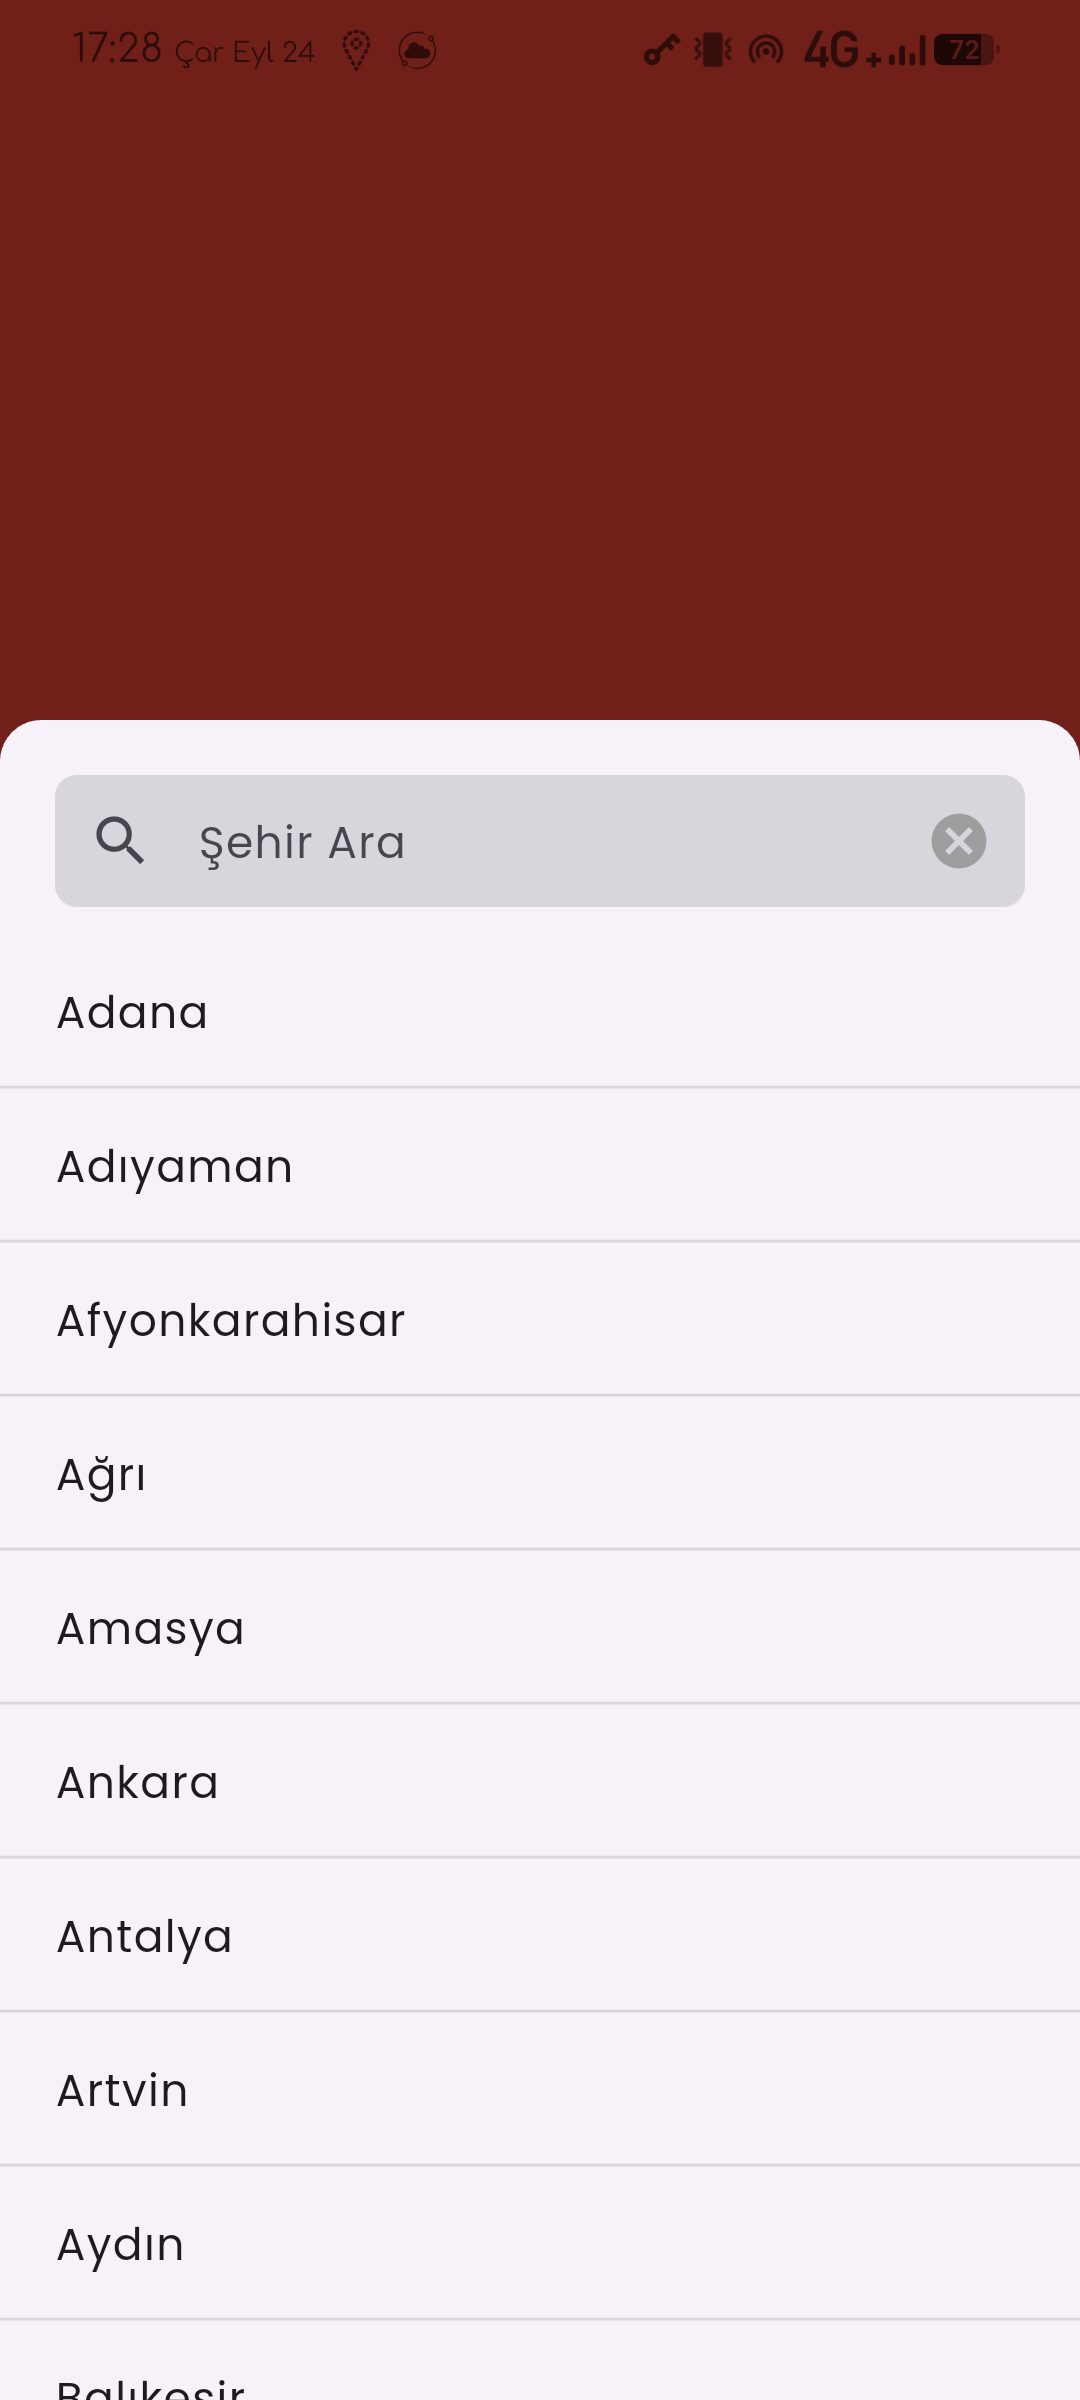 17:28 Çar Eyl 24 4G+ 72
Şehir Ara
Adana
Adıyaman
Afyonkarahisar
Ağrı
Amasya
Ankara
Antalya
Artvin
Aydın
Balıkesir